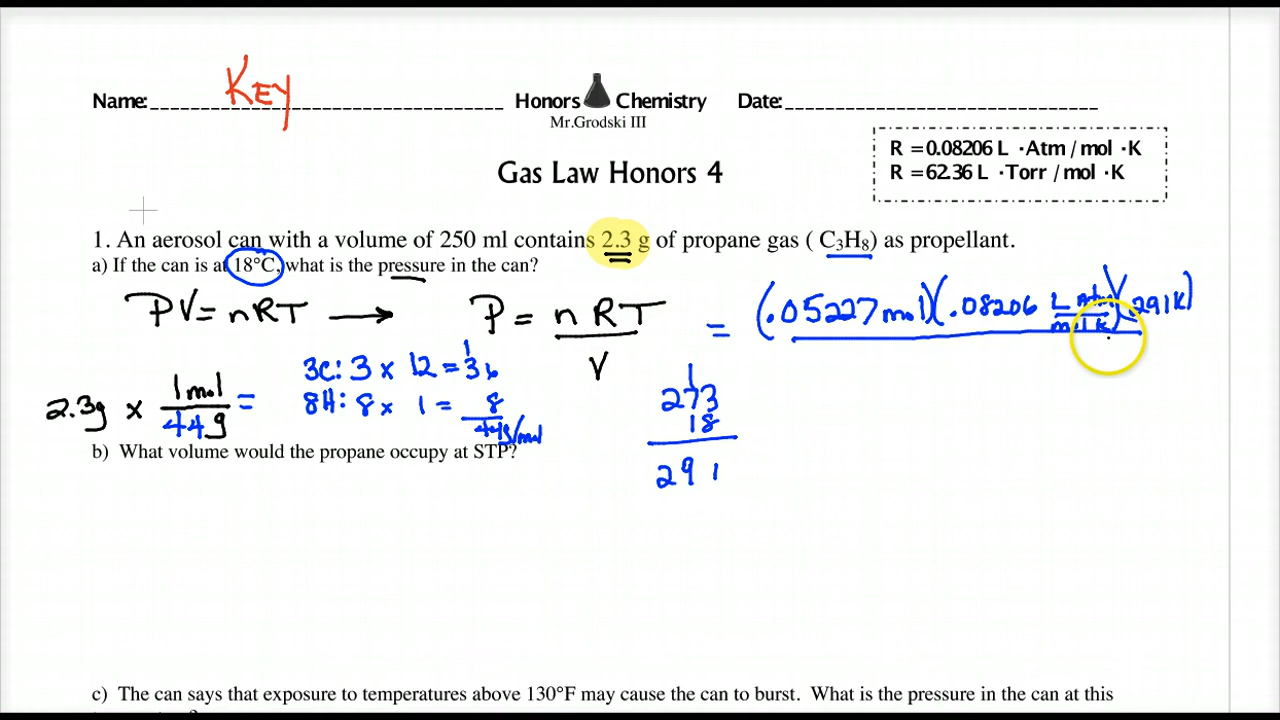 KEY
Name:_ _ _ _ _ _ _ _ _ _ _ _ _ _ _ _ _ _ _ _ _ _ _ _ _ _ _ _ _ _ _ _ _ _ _ Honors Chemistry Date:_ _ _ _ _ _ _ _ _ _ _ _ _ _ _ _ _ _ _ _ _ _ _ _ _ _ _ _ _ _ _
Mr.Grodski III
R = 0.08206 L · Atm / mol · K
R = 62.36 L · Torr / mol · K
Gas Law Honors 4
1. An aerosol can with a volume of 250 ml contains 2.3 g of propane gas ( C₃H₈) as propellant.
a) If the can is at 18°C, what is the pressure in the can?
PV = nRT → P = nRT / V = (.05227 mol)(.08206 L Atm / mol K)(291K)
3C: 3 x 12 = 36
8H: 8 x 1 = 8
44g/mol
2.3g x 1mol / 44g =
1
273
18
291
b) What volume would the propane occupy at STP?
c) The can says that exposure to temperatures above 130°F may cause the can to burst. What is the pressure in the can at this